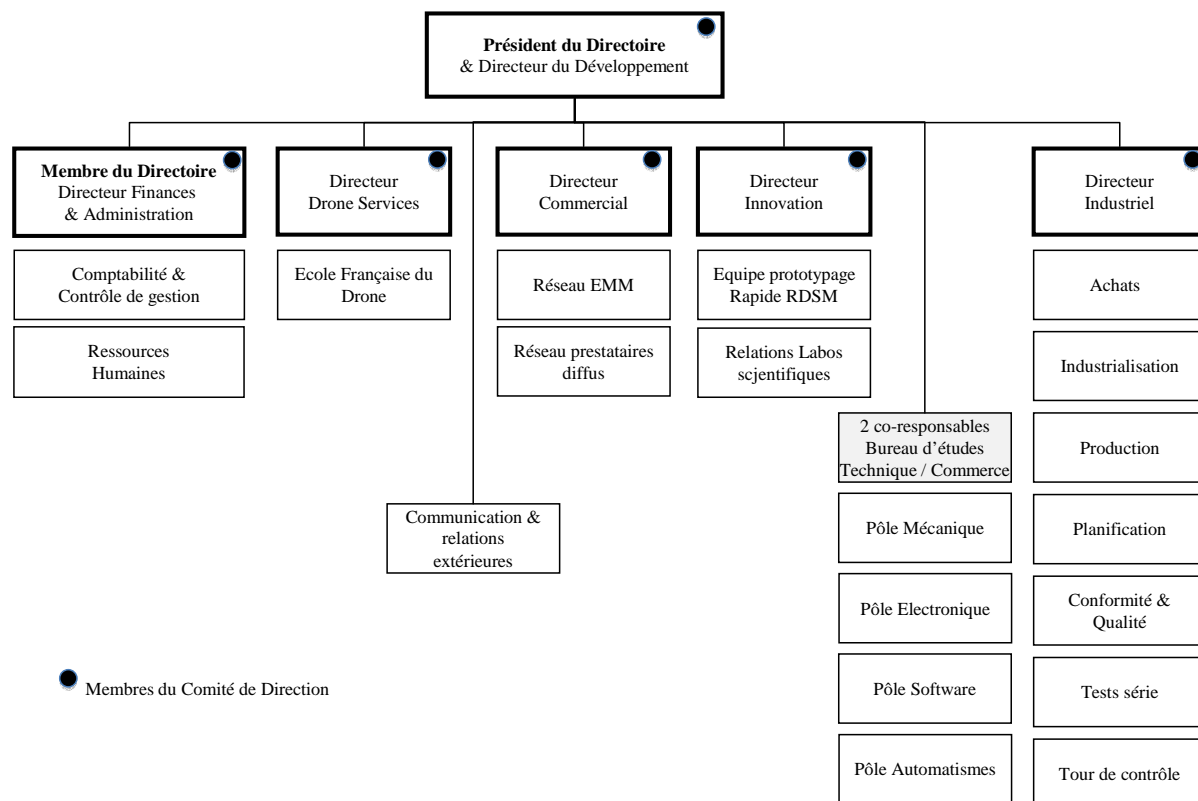 Président du Directoire
& Directeur du Développement
Membre du Directoire
Directeur Finances
& Administration
Directeur
Drone Services
Directeur
Commercial
Directeur
Innovation
Directeur
Industriel
Comptabilité &
Contrôle de gestion
Ecole Française du
Drone
Réseau EMM
Equipe prototypage
Rapide RDSM
Achats
Ressources
Humaines
Réseau prestataires
diffus
Relations Labos
scjentifiques
Industrialisation
2 co-responsables
Bureau d’études
Technique / Commerce
Production
Communication &
relations
extérieures
Pôle Mécanique
Planification
Pôle Electronique
Conformité &
Qualité
Membres du Comité de Direction
Pôle Software
Tests série
Pôle Automatismes
Tour de contrôle